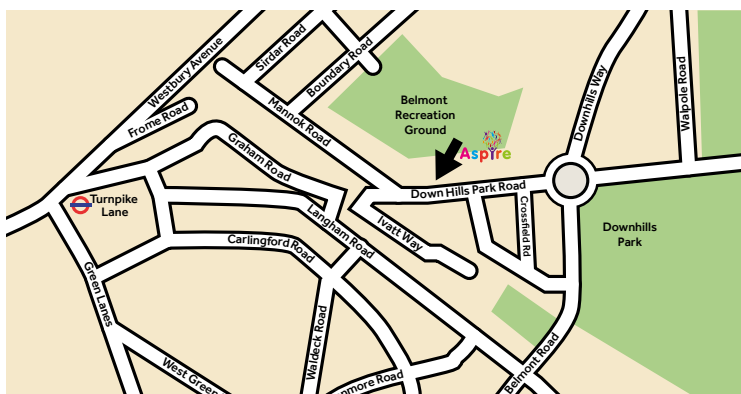 Westbury Avenue
Sirdar Road
Boundary Road
Frome Road
Mannok Road
Graham Road
Belmont
Recreation
Ground
Aspire
Downhills Way
Walpole Road
Down Hills Park Road
Turnpike
Lane
Langham Road
Ivatt Way
Crossfield Rd
Downhills
Park
Carlingford Road
Green Lanes
Waldeck Road
West Green
nmore Road
Belmont Road